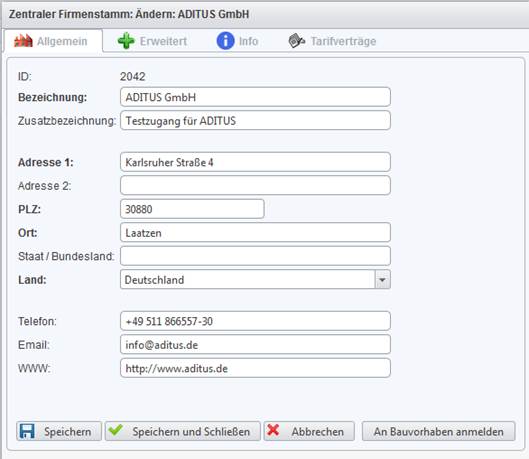 Zentraler Firmenstamm: Ändern: ADITUS GmbH
Allgemein Erweitert Info Tarifverträge
ID: 2042
Bezeichnung: ADITUS GmbH
Zusatzbezeichnung: Testzugang für ADITUS
Adresse 1: Karlsruher Straße 4
Adresse 2:
PLZ: 30880
Ort: Laatzen
Staat / Bundesland:
Land: Deutschland
Telefon: +49 511 866557-30
Email: info@aditus.de
WWW: http://www.aditus.de
Speichern Speichern und Schließen Abbrechen An Bauvorhaben anmelden